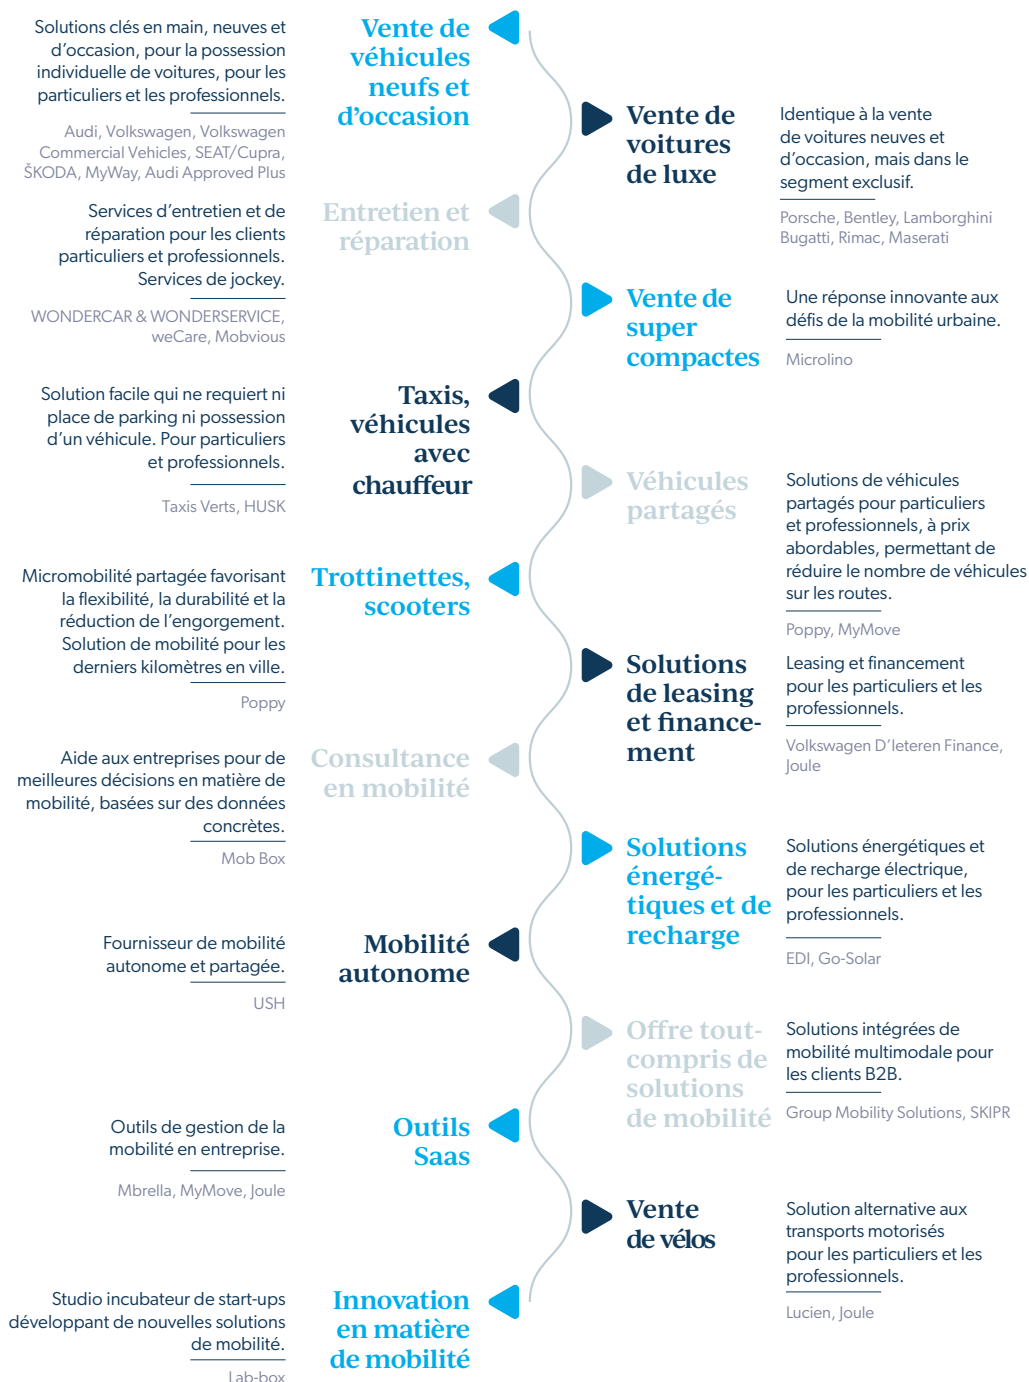 Vente de
véhicules
neufs et
d'occasion
Solutions clés en main, neuves et
d'occasion, pour la possession
individuelle de voitures, pour les
particuliers et les professionnels.
Audi, Volkswagen, Volkswagen
Commercial Vehicles, SEAT/Cupra,
ŠKODA, MyWay, Audi Approved Plus
Vente de
voitures
de luxe
Identique à la vente
de voitures neuves et
d'occasion, mais dans le
segment exclusif.
Porsche, Bentley, Lamborghini
Bugatti, Rimac, Maserati
Entretien et
réparation
Services d'entretien et de
réparation pour les clients
particuliers et professionnels.
Services de jockey.
WONDERCAR & WONDERSERVICE,
weCare, Mobvious
Vente de
super
compactes
Une réponse innovante aux
défis de la mobilité urbaine.
Microlino
Taxis,
véhicules
avec
chauffeur
Solution facile qui ne requiert ni
place de parking ni possession
d'un véhicule. Pour particuliers
et professionnels.
Taxis Verts, HUSK
Véhicules
partagés
Solutions de véhicules
partagés pour particuliers
et professionnels, à prix
abordables, permettant de
réduire le nombre de véhicules
sur les routes.
Poppy, MyMove
Trottinettes,
scooters
Micromobilité partagée favorisant
la flexibilité, la durabilité et la
réduction de l'engorgement.
Solution de mobilité pour les
derniers kilomètres en ville.
Poppy
Solutions
de leasing
et finance-
ment
Leasing et financement
pour les particuliers et les
professionnels.
Volkswagen D'Ieteren Finance,
Joule
Consultance
en mobilité
Aide aux entreprises pour de
meilleures décisions en matière de
mobilité, basées sur des données
concrètes.
Mob Box
Solutions
énergé-
tiques et de
recharge
Solutions énergétiques et
de recharge électrique,
pour les particuliers et les
professionnels.
EDI, Go-Solar
Mobilité
autonome
Fournisseur de mobilité
autonome et partagée.
USH
Offre tout-
compris de
solutions
de mobilité
Solutions intégrées de
mobilité multimodale pour
les clients B2B.
Group Mobility Solutions, SKIPR
Outils
Saas
Outils de gestion de la
mobilité en entreprise.
Mbrella, MyMove, Joule
Vente
de vélos
Solution alternative aux
transports motorisés
pour les particuliers et les
professionnels.
Lucien, Joule
Innovation
en matière
de mobilité
Studio incubateur de start-ups
développant de nouvelles solutions
de mobilité.
Lab-box